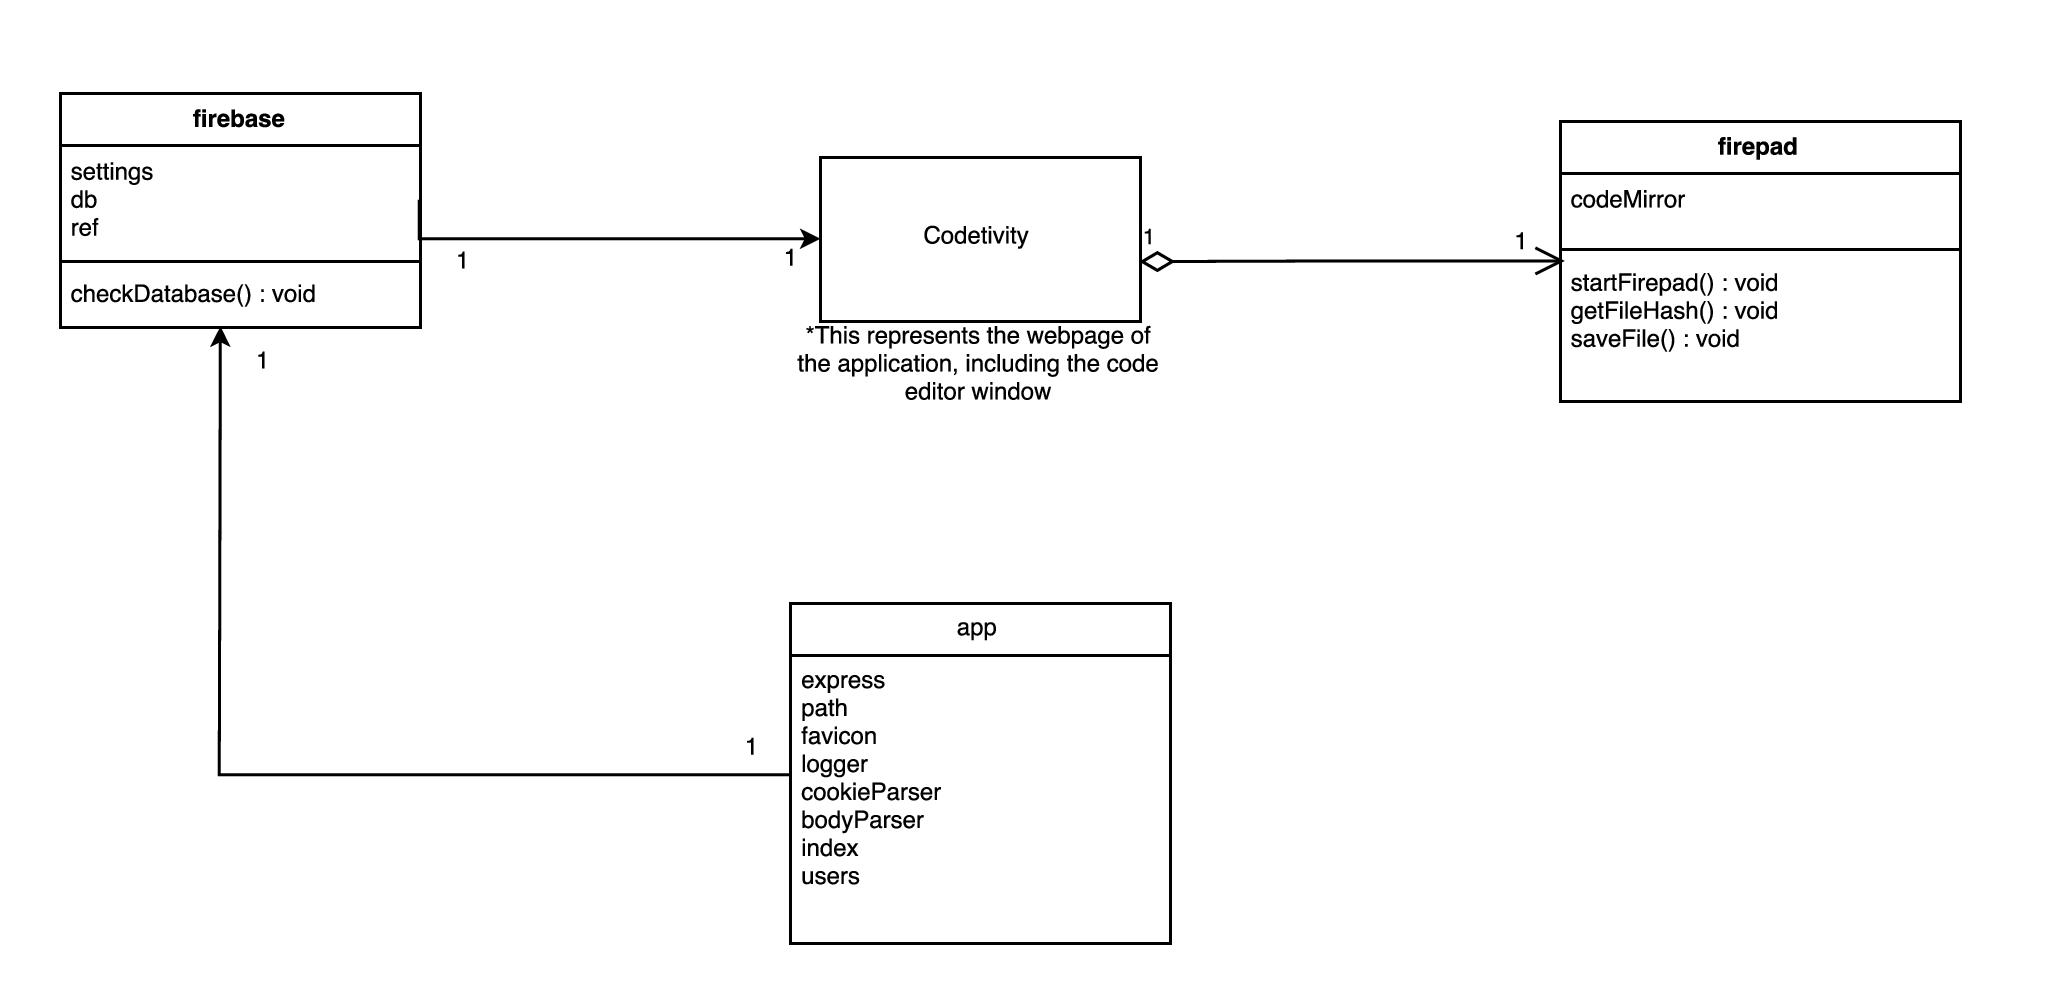 firebase
settings
db
ref
checkDatabase() : void
1
1
1
Codetivity
*This represents the webpage of
the application, including the code
editor window
1
1
firepad
codeMirror
startFirepad() : void
getFileHash() : void
saveFile() : void
1
app
express
path
favicon
logger
cookieParser
bodyParser
index
users